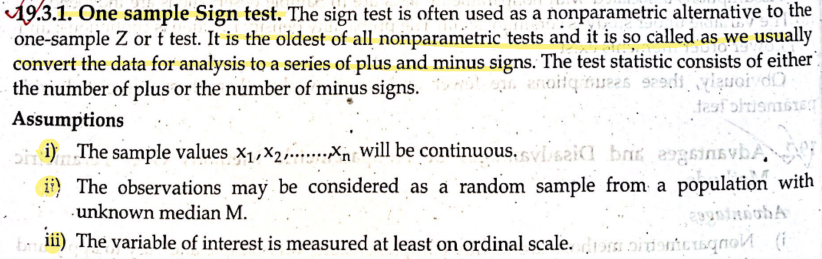 19.3.1. One sample Sign test. The sign test is often used as a nonparametric alternative to the
one-sample Z or t test. It is the oldest of all nonparametric tests and it is so called as we usually
convert the data for analysis to a series of plus and minus signs. The test statistic consists of either
the number of plus or the number of minus signs.
Assumptions
i) The sample values x₁, x₂,........, xₙ will be continuous.
ii) The observations may be considered as a random sample from a population with
unknown median M.
iii) The variable of interest is measured at least on ordinal scale.